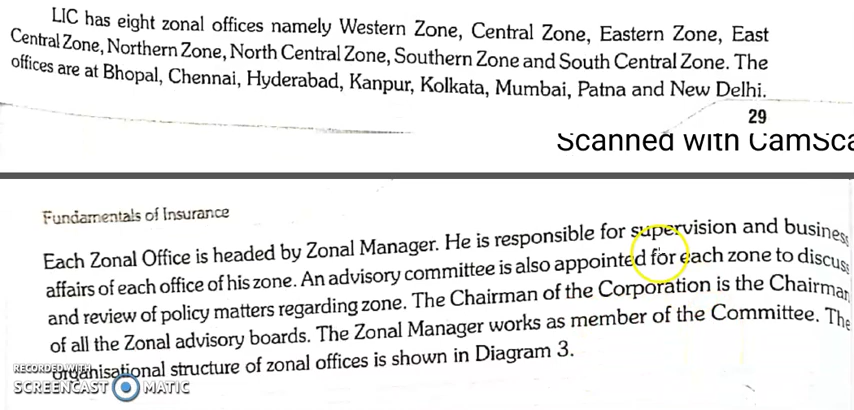 LIC has eight zonal offices namely Western Zone, Central Zone, Eastern Zone, East
Central Zone, Northern Zone, North Central Zone, Southern Zone and South Central Zone. The
offices are at Bhopal, Chennai, Hyderabad, Kanpur, Kolkata, Mumbai, Patna and New Delhi.
29
Scanned with CamSca
Fundamentals of Insurance
Each Zonal Office is headed by Zonal Manager. He is responsible for supervision and business
affairs of each office of his zone. An advisory committee is also appointed for each zone to discuss
and review of policy matters regarding zone. The Chairman of the Corporation is the Chairman
of all the Zonal advisory boards. The Zonal Manager works as member of the Committee. The
organisational structure of zonal offices is shown in Diagram 3.
RECORDED WITH
SCREENCAST MATIC